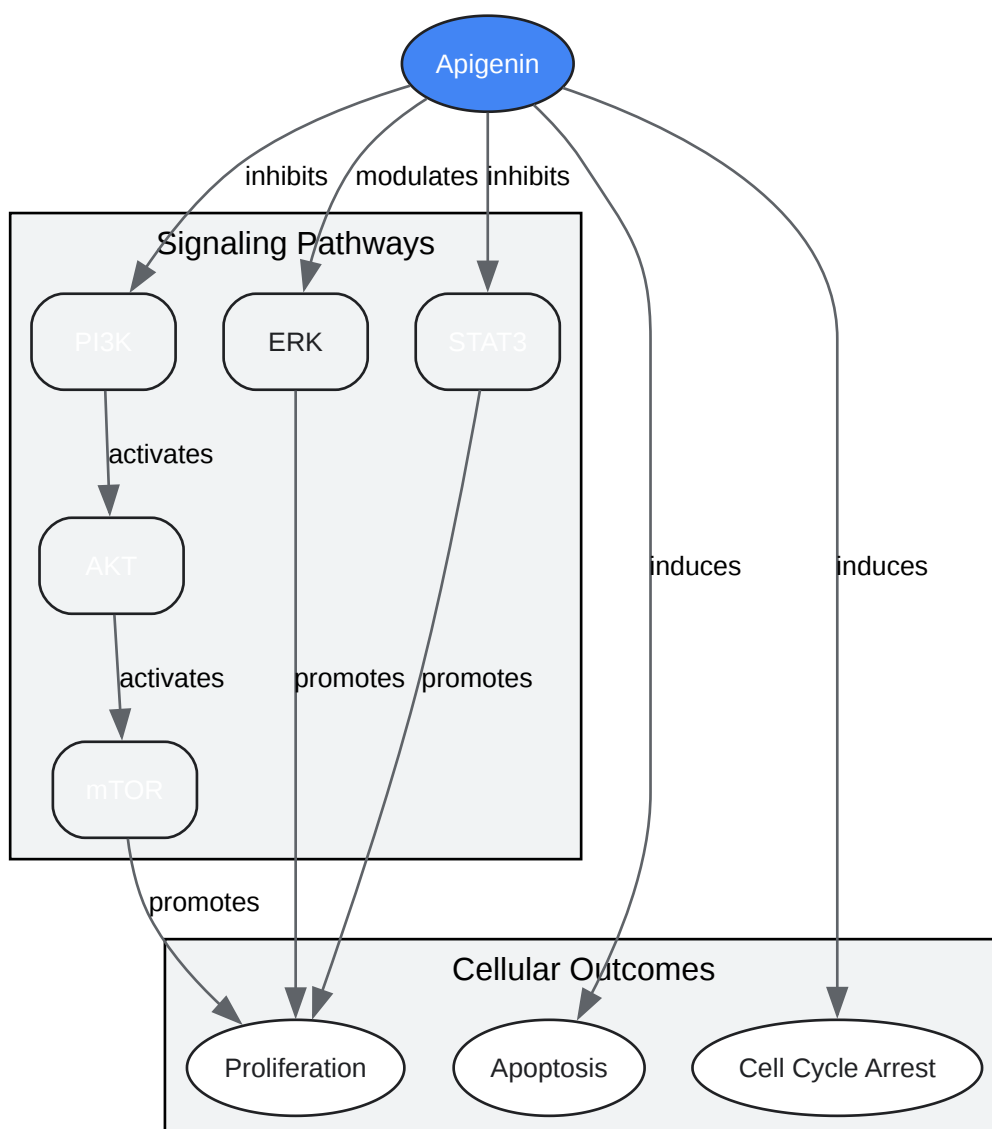 Apigenin
inhibits
modulates
inhibits
Signaling Pathways
PI3K
ERK
STAT3
activates
AKT
induces
induces
activates
promotes
promotes
mTOR
promotes
Cellular Outcomes
Proliferation
Apoptosis
Cell Cycle Arrest